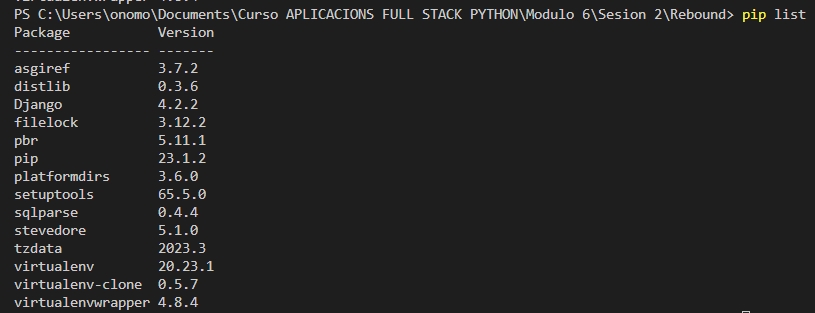 PS C:\Users\onomo\Documents\Curso APLICACIONS FULL STACK PYTHON\Modulo 6\Sesion 2\Rebound> pip list
Package           Version
----------------- -------
asgiref           3.7.2
distlib           0.3.6
Django            4.2.2
filelock          3.12.2
pbr               5.11.1
pip               23.1.2
platformdirs      3.6.0
setuptools        65.5.0
sqlparse          0.4.4
stevedore         5.1.0
tzdata            2023.3
virtualenv        20.23.1
virtualenv-clone  0.5.7
virtualenvwrapper 4.8.4